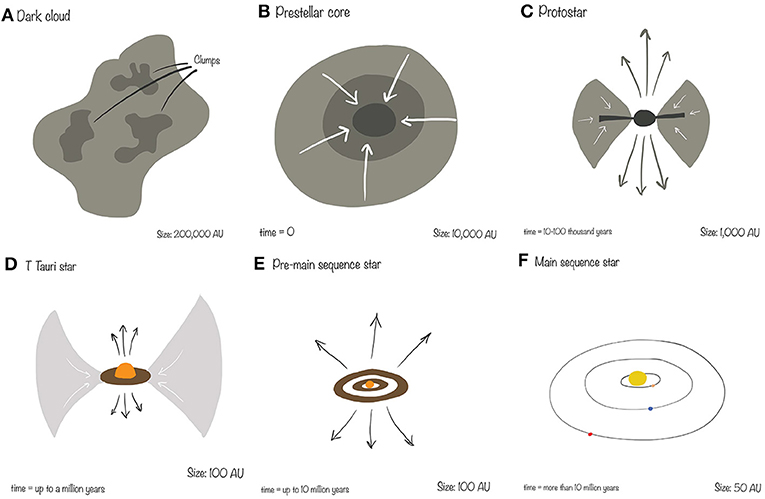 A Dark cloud
Clumps
Size: 200,000 AU
B Prestellar core
time = 0
Size: 10,000 AU
C Protostar
time = 10-100 thousand years
Size: 1,000 AU
D T Tauri star
time = up to a million years
Size: 100 AU
E Pre-main sequence star
time = up to 10 million years
Size: 100 AU
F Main sequence star
time = more than 10 million years
Size: 50 AU